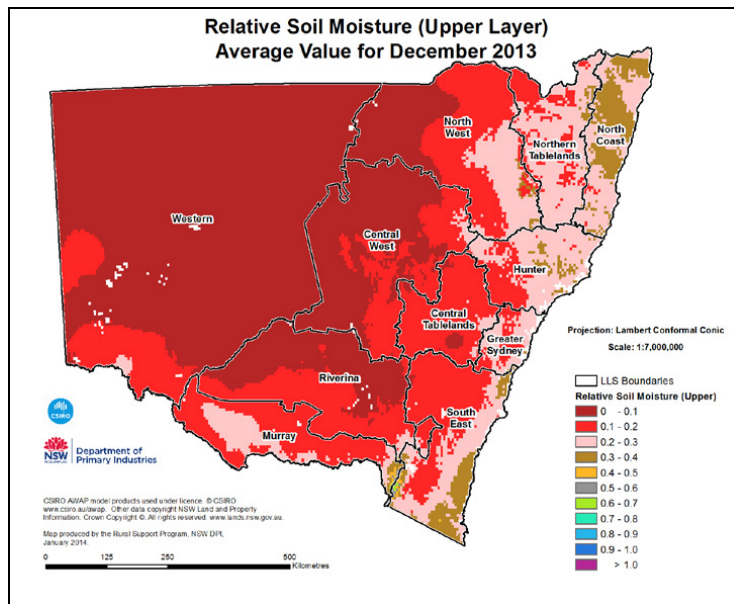 Relative Soil Moisture (Upper Layer)
Average Value for December 2013
North
West
Northern
Tablelands
North
Coast
Western
Central
West
Hunter
Central
Tablelands
Greater
Sydney
Riverina
South
East
Murray
Projection: Lambert Conformal Conic
Scale: 1:7,000,000
LLS Boundaries
Relative Soil Moisture (Upper)
0 - 0.1
0.1 - 0.2
0.2 - 0.3
0.3 - 0.4
0.4 - 0.5
0.5 - 0.6
0.6 - 0.7
0.7 - 0.8
0.8 - 0.9
0.9 - 1.0
> 1.0
CSIRO
NSW
Department of
Primary Industries
CSIRO AWAP model products used under licence. © CSIRO
www.csiro.au/awap. Other data copyright NSW Land and Property
Information: Crown Copyright ©. All rights reserved. www.lands.nsw.gov.au.
Map produced by the Rural Support Program, NSW DPI,
January 2014.
0 125 250 500
Kilometres